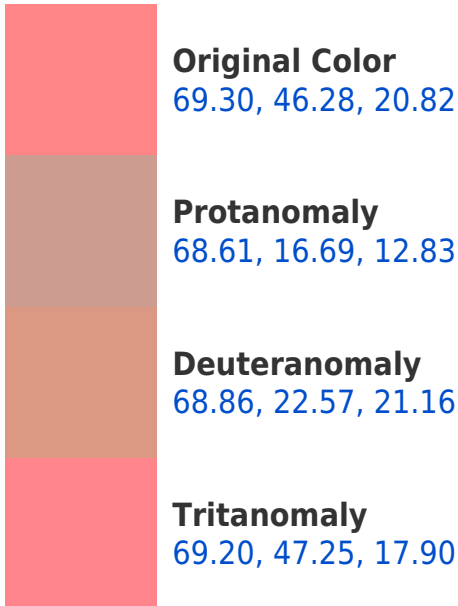 Original Color
69.30, 46.28, 20.82
Protanomaly
68.61, 16.69, 12.83
Deuteranomaly
68.86, 22.57, 21.16
Tritanomaly
69.20, 47.25, 17.90